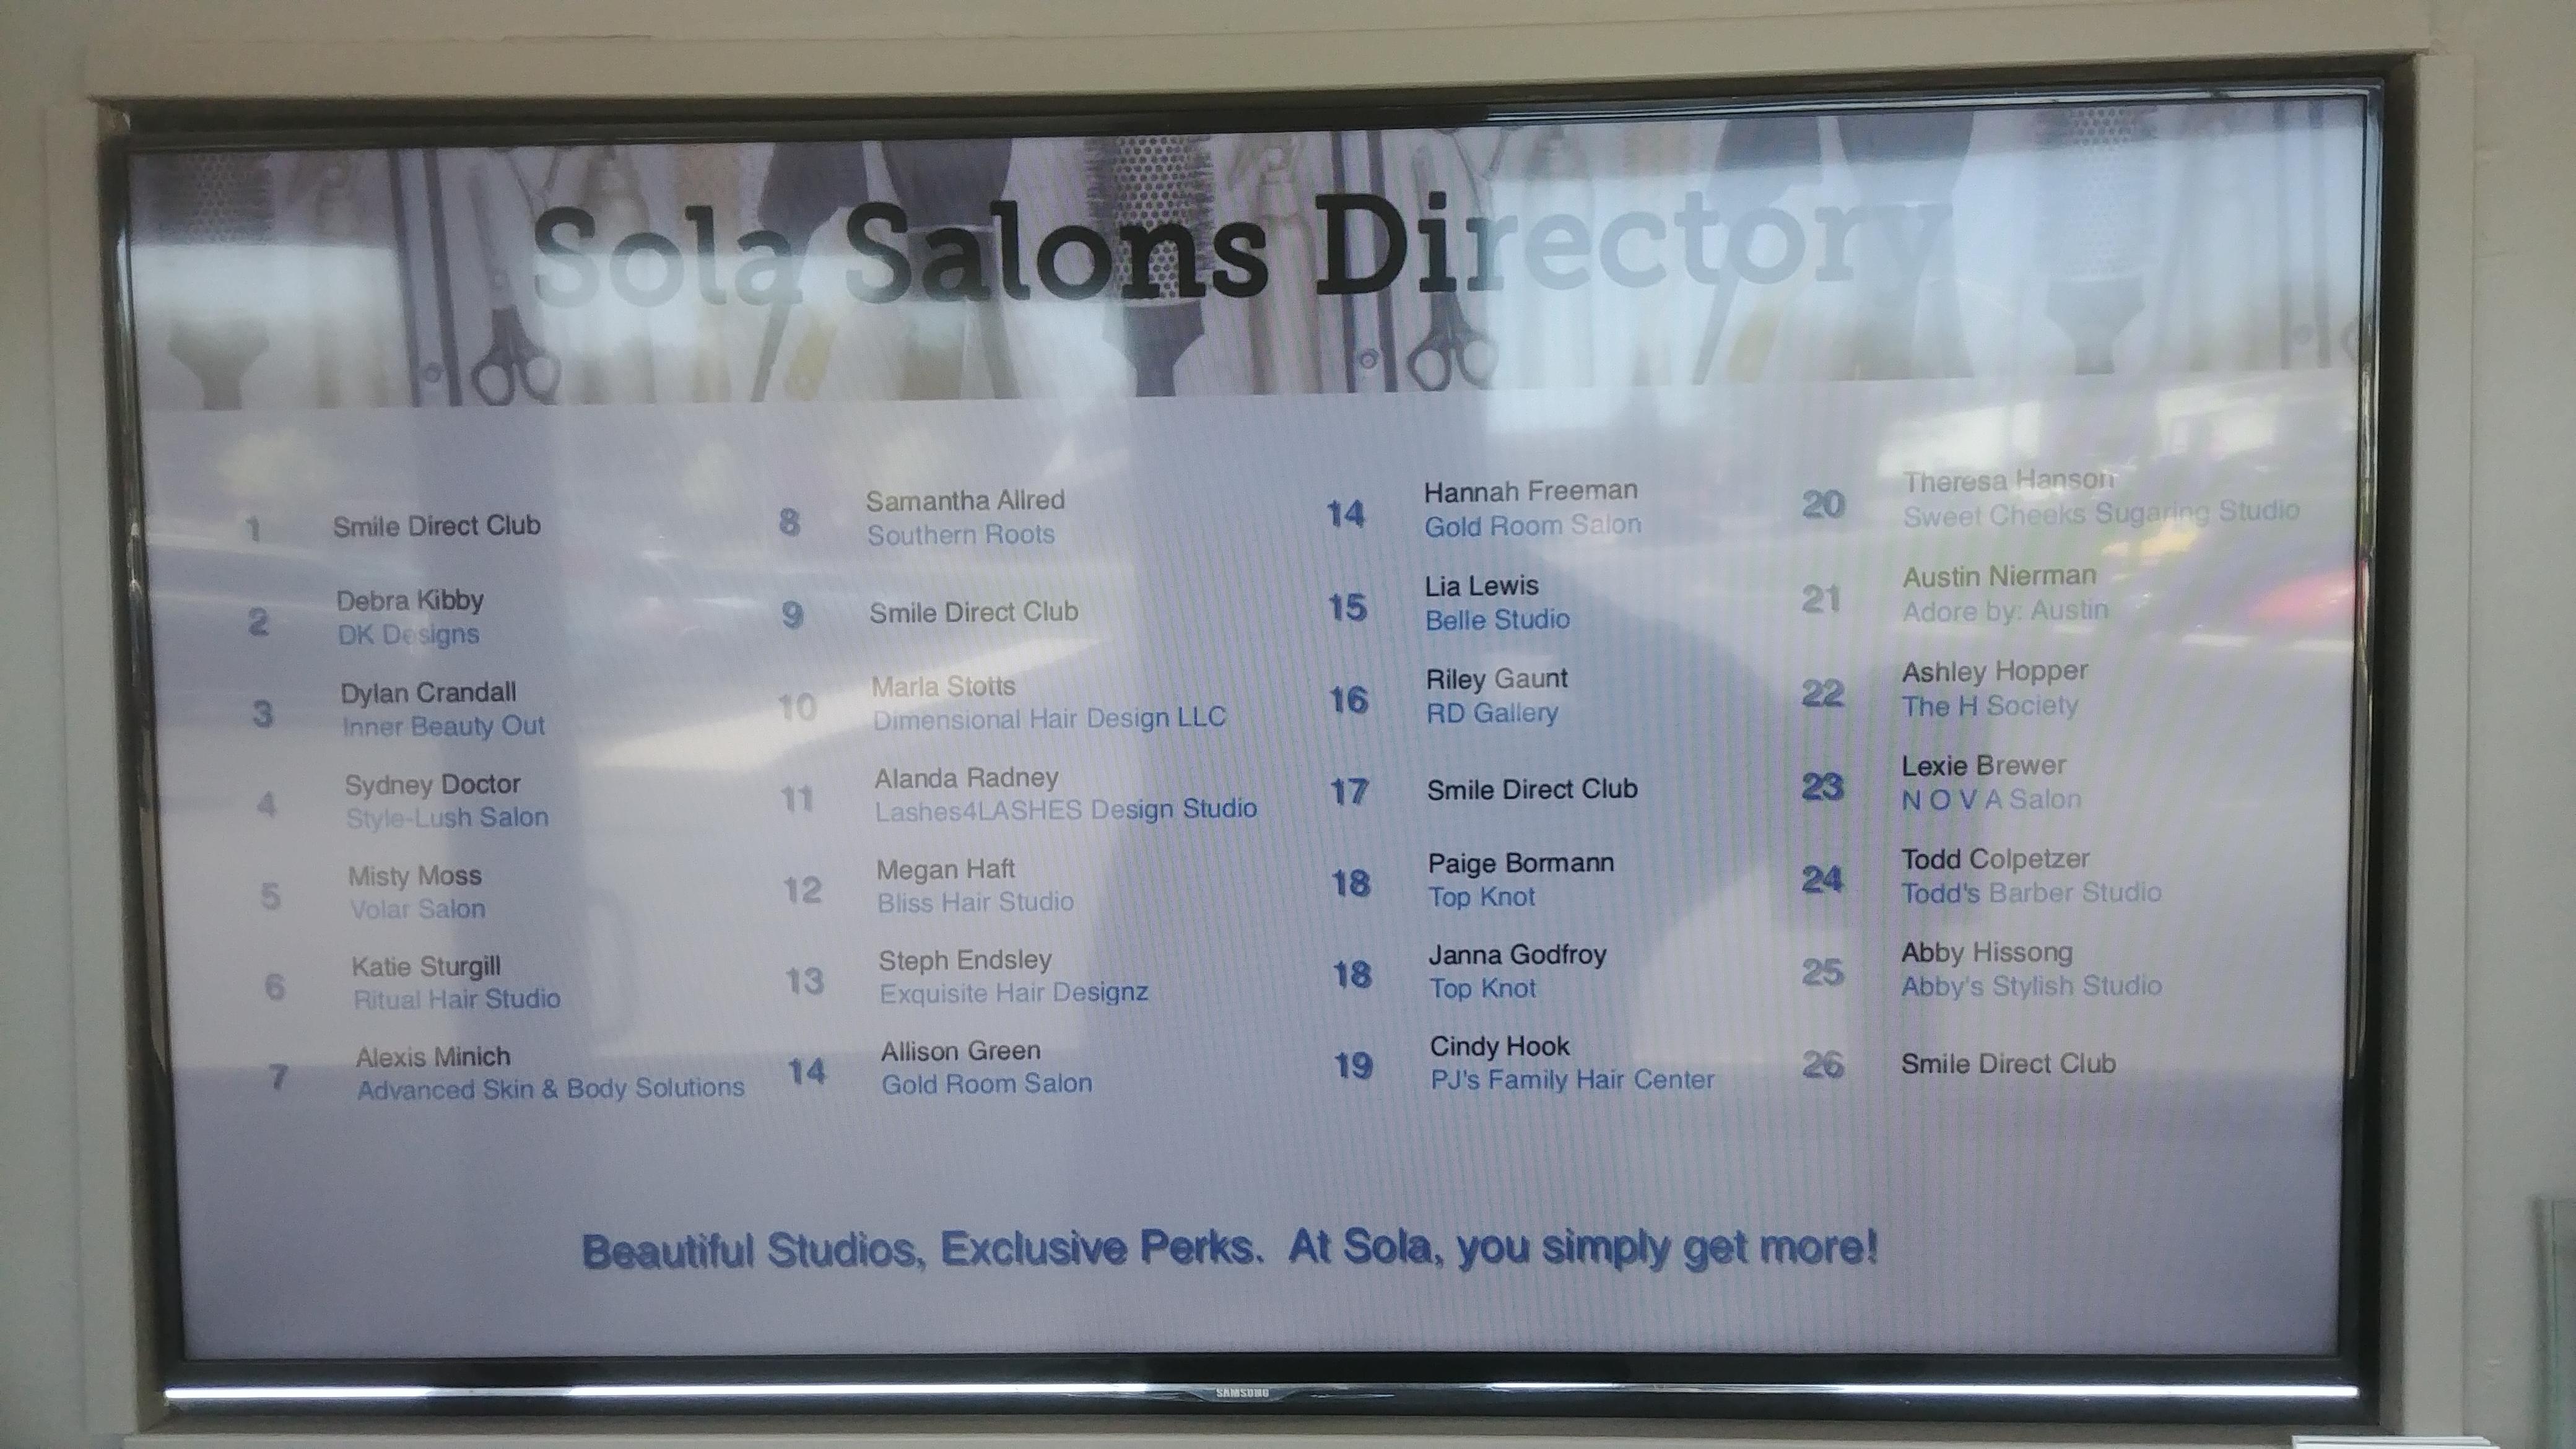 Sola Salons Directory
1 Smile Direct Club
2 Debra Kibby
DK Designs
3 Dylan Crandall
Inner Beauty Out
4 Sydney Doctor
Style-Lush Salon
5 Misty Moss
Volar Salon
6 Katie Sturgill
Ritual Hair Studio
7 Alexis Minich
Advanced Skin & Body Solutions
8 Samantha Allred
Southern Roots
9 Smile Direct Club
10 Marla Stotts
Dimensional Hair Design LLC
11 Alanda Radney
Lashes4LASHES Design Studio
12 Megan Haft
Bliss Hair Studio
13 Steph Endsley
Exquisite Hair Designz
14 Allison Green
Gold Room Salon
14 Hannah Freeman
Gold Room Salon
15 Lia Lewis
Belle Studio
16 Riley Gaunt
RD Gallery
17 Smile Direct Club
18 Paige Bormann
Top Knot
18 Janna Godfroy
Top Knot
19 Cindy Hook
PJ's Family Hair Center
20 Theresa Hanson
Sweet Cheeks Sugaring Studio
21 Austin Nierman
Adore by: Austin
22 Ashley Hopper
The H Society
23 Lexie Brewer
N O V A Salon
24 Todd Colpetzer
Todd's Barber Studio
25 Abby Hissong
Abby's Stylish Studio
26 Smile Direct Club
Beautiful Studios, Exclusive Perks. At Sola, you simply get more!
SAMSUNG